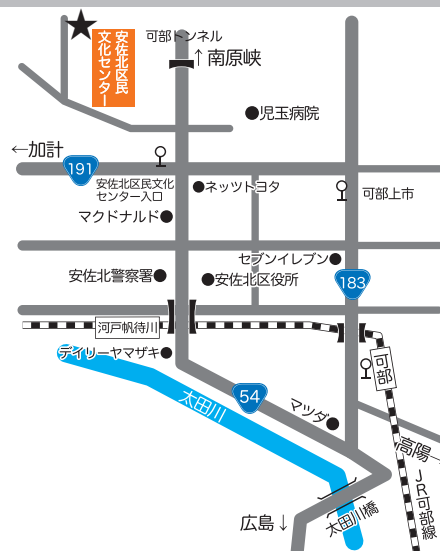 安佐北区民
文化センター
可部トンネル
↑南原峡
児玉病院
←加計
191
安佐北区民文化
センター入口
ネッツトヨタ
可部上市
マクドナルド
セブンイレブン
安佐北警察署
安佐北区役所
183
河戸帆待川
デイリーヤマザキ
可部
54
太田川
マツダ
高陽→
JR可部線
広島↓
太田川橋